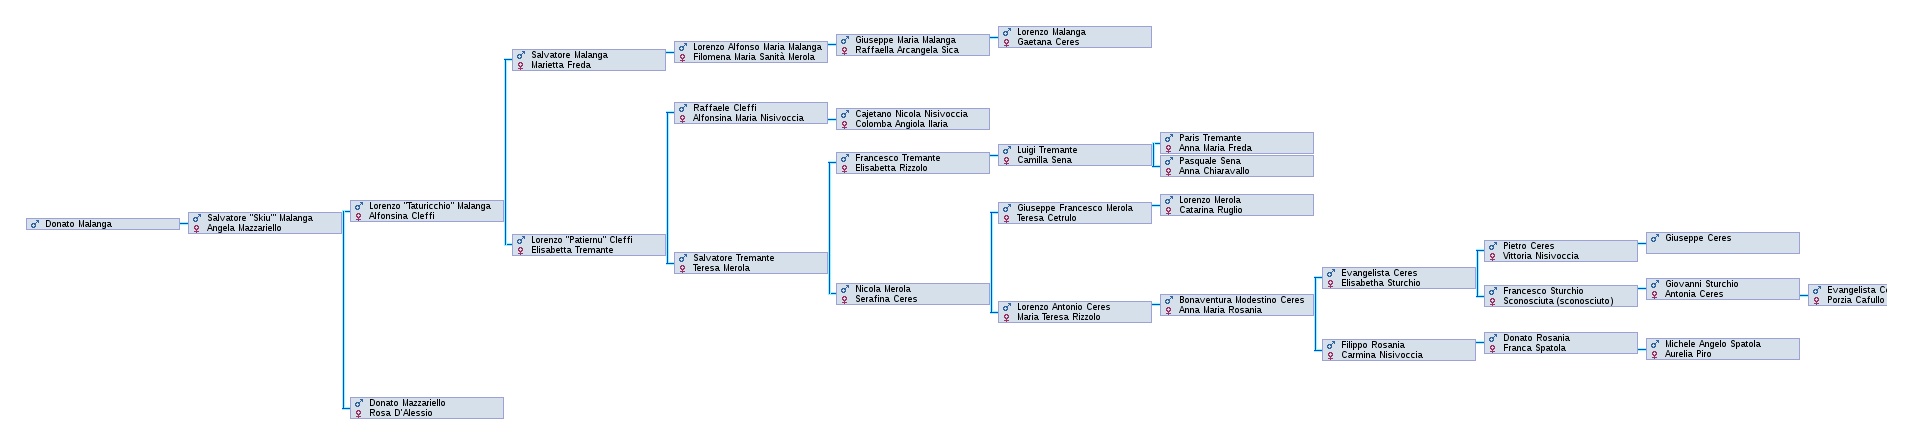 Donato Malanga
Salvatore "Skiu'" Malanga
Angela Mazzariello
Lorenzo "Taturicchio" Malanga
Alfonsina Cleffi
Donato Mazzariello
Rosa D'Alessio
Salvatore Malanga
Marietta Freda
Lorenzo "Patiernu" Cleffi
Elisabetta Tremante
Lorenzo Alfonso Maria Malanga
Filomena Maria Sanità Merola
Raffaele Cleffi
Alfonsina Maria Nisivoccia
Salvatore Tremante
Teresa Merola
Giuseppe Maria Malanga
Raffaella Arcangela Sica
Cajetano Nicola Nisivoccia
Colomba Angiola Ilaria
Francesco Tremante
Elisabetta Rizzolo
Nicola Merola
Serafina Ceres
Lorenzo Malanga
Gaetana Ceres
Luigi Tremante
Camilla Sena
Giuseppe Francesco Merola
Teresa Cetrulo
Lorenzo Antonio Ceres
Maria Teresa Rizzolo
Paris Tremante
Anna Maria Freda
Pasquale Sena
Anna Chiaravallo
Lorenzo Merola
Catarina Ruglio
Bonaventura Modestino Ceres
Anna Maria Rosania
Evangelista Ceres
Elisabetha Sturchio
Filippo Rosania
Carmina Nisivoccia
Pietro Ceres
Vittoria Nisivoccia
Francesco Sturchio
Sconosciuta (sconosciuto)
Donato Rosania
Franca Spatola
Giuseppe Ceres
Giovanni Sturchio
Antonia Ceres
Michele Angelo Spatola
Aurelia Piro
Evangelista
Porzia Cafullo